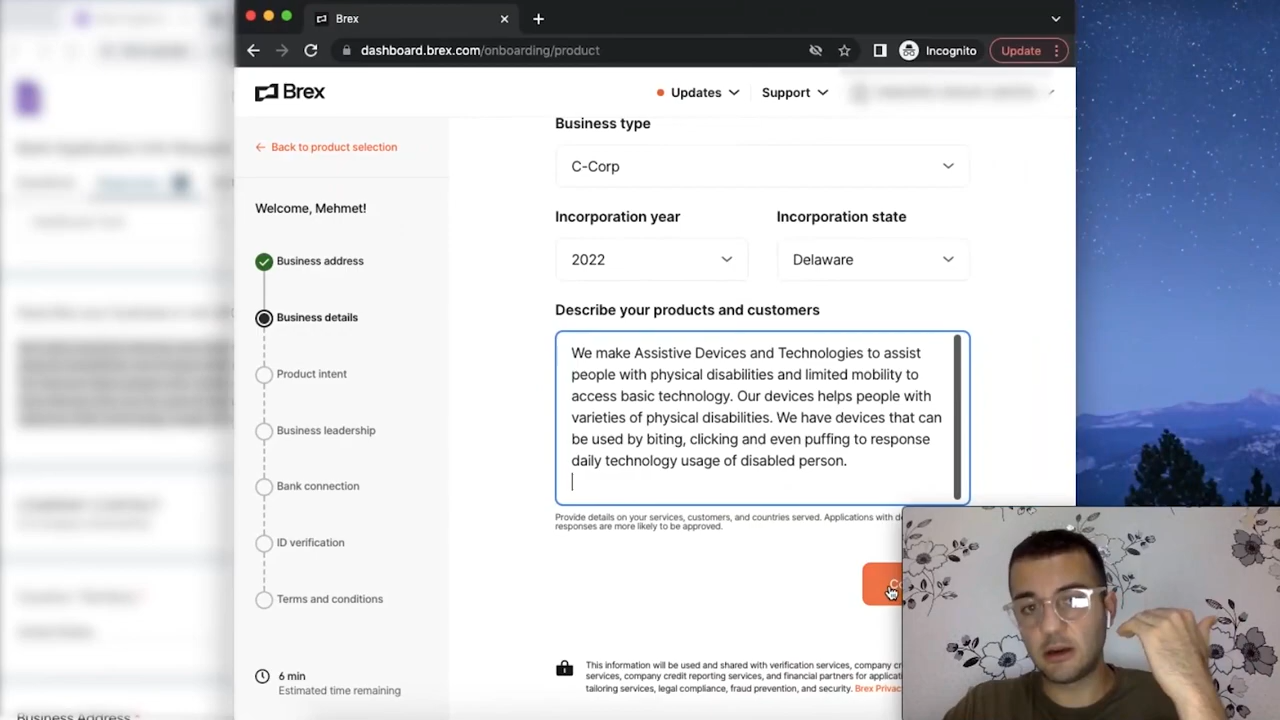 Brex
dashboard.brex.com/onboarding/product
Incognito
Update
Brex
Updates
Support
Back to product selection
Welcome, Mehmet!
Business address
Business details
Product intent
Business leadership
Bank connection
ID verification
Terms and conditions
6 min
Estimated time remaining
Business type
C-Corp
Incorporation year
Incorporation state
2022
Delaware
Describe your products and customers
We make Assistive Devices and Technologies to assist
people with physical disabilities and limited mobility to
access basic technology. Our devices helps people with
varieties of physical disabilities. We have devices that can
be used by biting, clicking and even puffing to response
daily technology usage of disabled person.
Provide details on your services, customers, and countries served. Applications with
responses are more likely to be approved.
This information will be used and shared with verification services, company
services, company credit reporting services, and financial partners for
tailoring services, legal compliance, fraud prevention, and security. Brex
Business Address